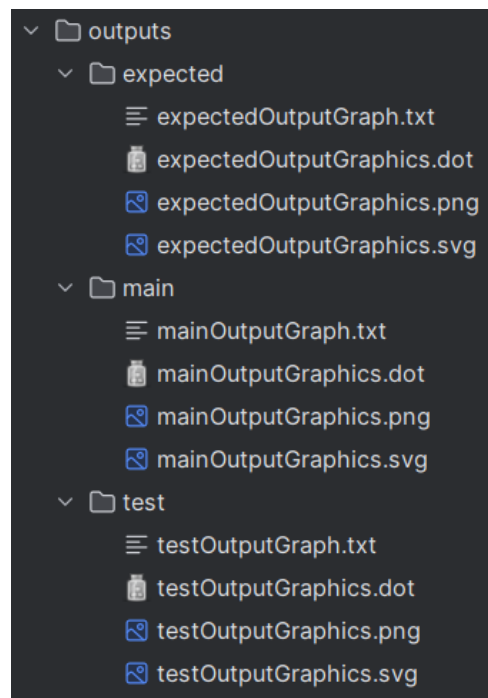 outputs
expected
expectedOutputGraph.txt
expectedOutputGraphics.dot
expectedOutputGraphics.png
expectedOutputGraphics.svg
main
mainOutputGraph.txt
mainOutputGraphics.dot
mainOutputGraphics.png
mainOutputGraphics.svg
test
testOutputGraph.txt
testOutputGraphics.dot
testOutputGraphics.png
testOutputGraphics.svg